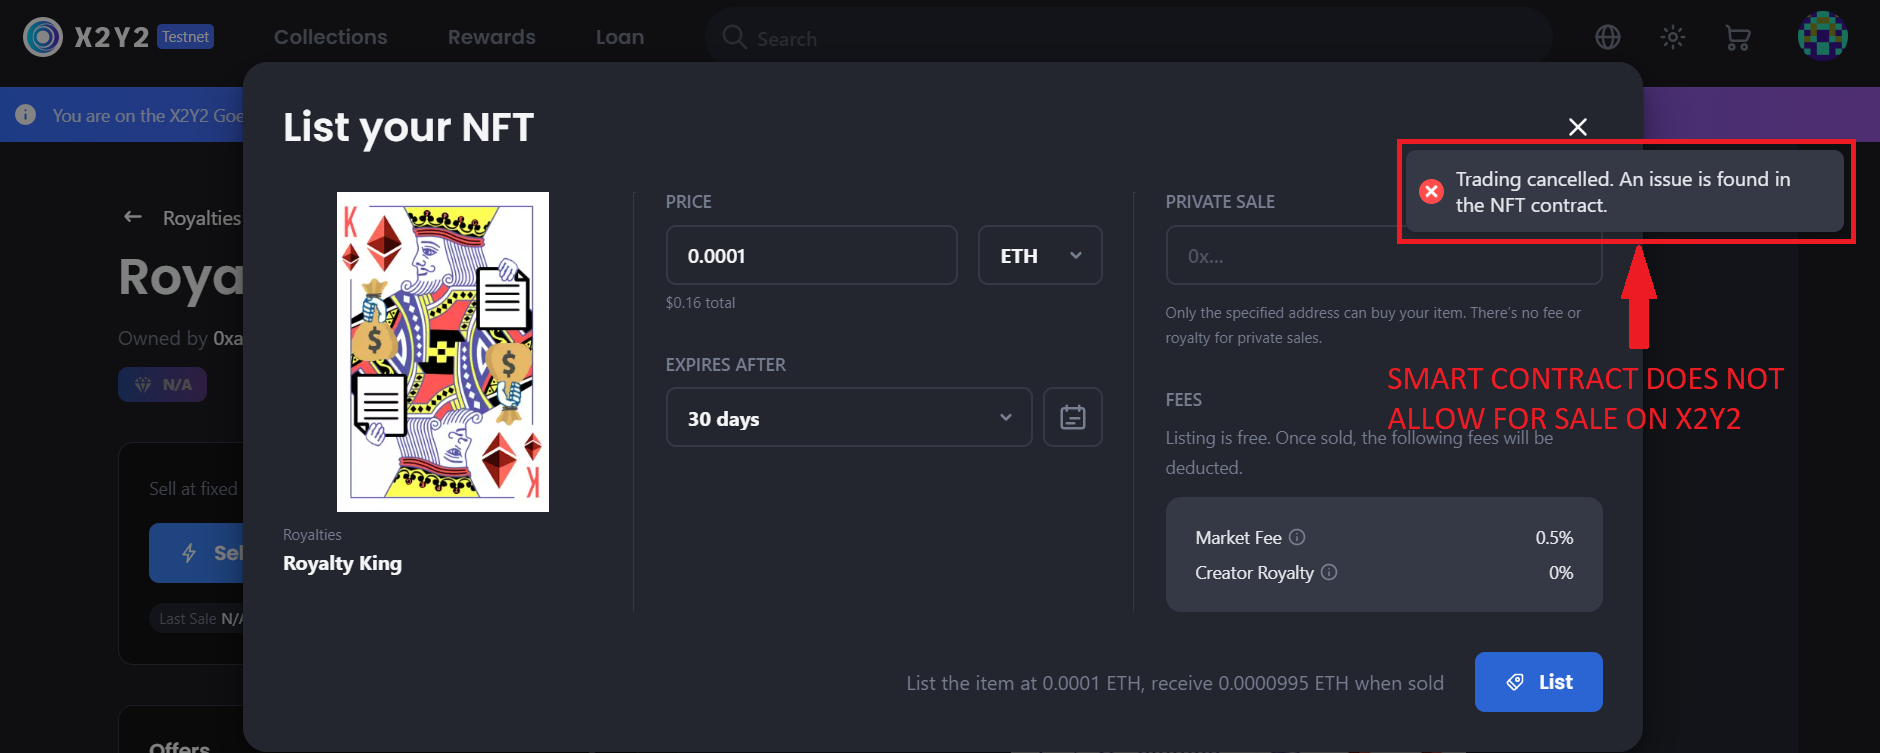 X2Y2 Testnet
Collections
Rewards
Loan
Search
You are on the X2Y2 Goe
List your NFT
Trading cancelled. An issue is found in
the NFT contract.
Royalties
Roya
Owned by 0xa
N/A
Sell at fixed
Sel
Last Sale N/A
Offers
K
$
$
K
Royalties
Royalty King
PRICE
0.0001
ETH
$0.16 total
EXPIRES AFTER
30 days
PRIVATE SALE
0x...
Only the specified address can buy your item. There's no fee or
royalty for private sales.
SMART CONTRACT DOES NOT
ALLOW FOR SALE ON X2Y2
FEES
Listing is free. Once sold, the following fees will be
deducted.
Market Fee 0.5%
Creator Royalty 0%
List the item at 0.0001 ETH, receive 0.0000995 ETH when sold
List